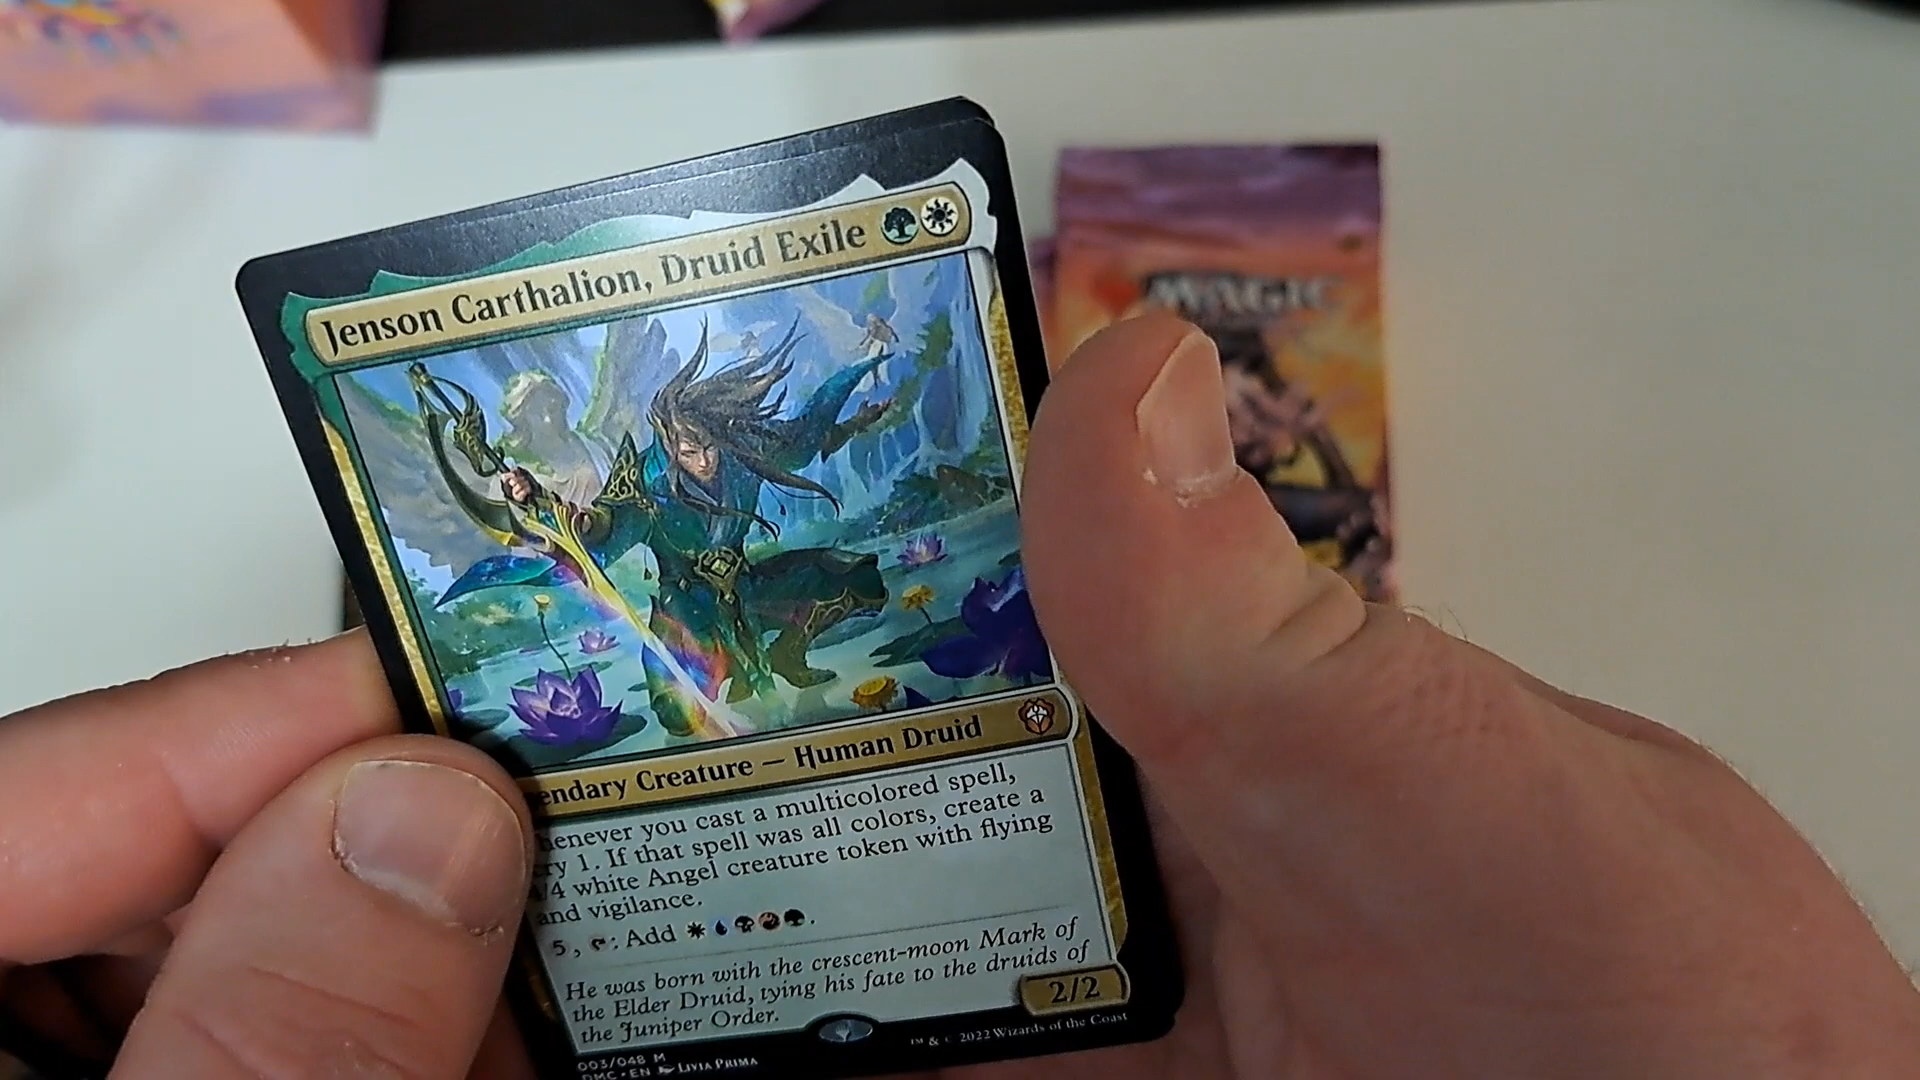 Jenson Carthalion, Druid Exile
MAGIC
endary Creature — Human Druid
henever you cast a multicolored spell,
ry 1. If that spell was all colors, create a
/4 white Angel creature token with flying
and vigilance.
5, : Add .
He was born with the crescent-moon Mark of
the Elder Druid, tying his fate to the druids of
the Juniper Order.
2/2
003/048 M
DMC • EN LIVIA PRIMA
™ & © 2022 Wizards of the Coast